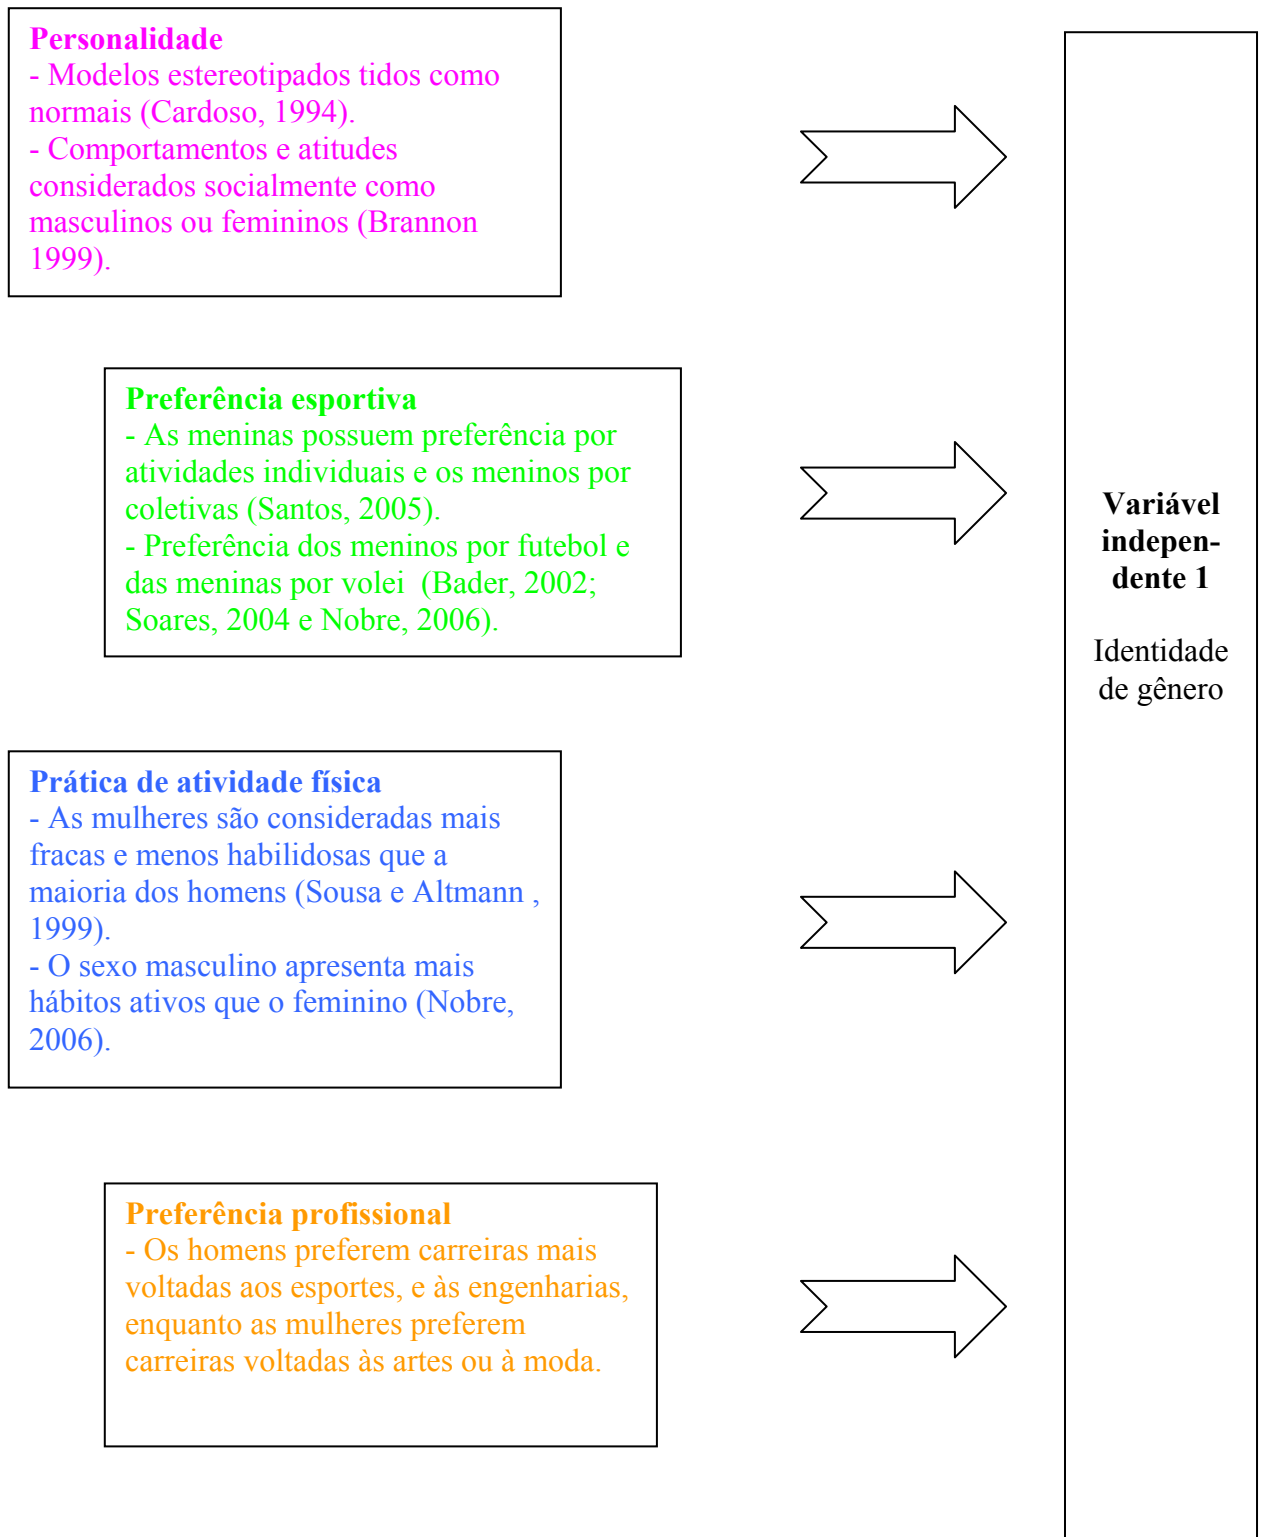 Personalidade
- Modelos estereotipados tidos como
normais (Cardoso, 1994).
- Comportamentos e atitudes
considerados socialmente como
masculinos ou femininos (Brannon
1999).
Preferência esportiva
- As meninas possuem preferência por
atividades individuais e os meninos por
coletivas (Santos, 2005).
- Preferência dos meninos por futebol e
das meninas por volei (Bader, 2002;
Soares, 2004 e Nobre, 2006).
Variável
indepen-
dente 1
Identidade
de gênero
Prática de atividade física
- As mulheres são consideradas mais
fracas e menos habilidosas que a
maioria dos homens (Sousa e Altmann ,
1999).
- O sexo masculino apresenta mais
hábitos ativos que o feminino (Nobre,
2006).
Preferência profissional
- Os homens preferem carreiras mais
voltadas aos esportes, e às engenharias,
enquanto as mulheres preferem
carreiras voltadas às artes ou à moda.